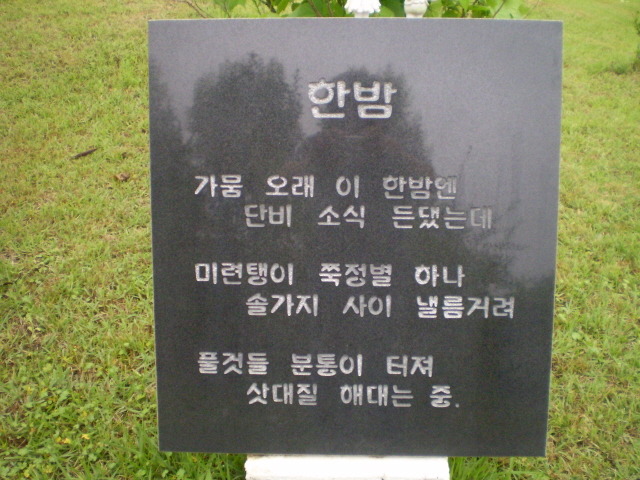 한밤
가뭄 오래 이 한밤엔
단비 소식 든댔는데
미련탱이 쭉정별 하나
솔가지 사이 낼름거려
풀것들 분통이 터져
삿대질 해대는 중.